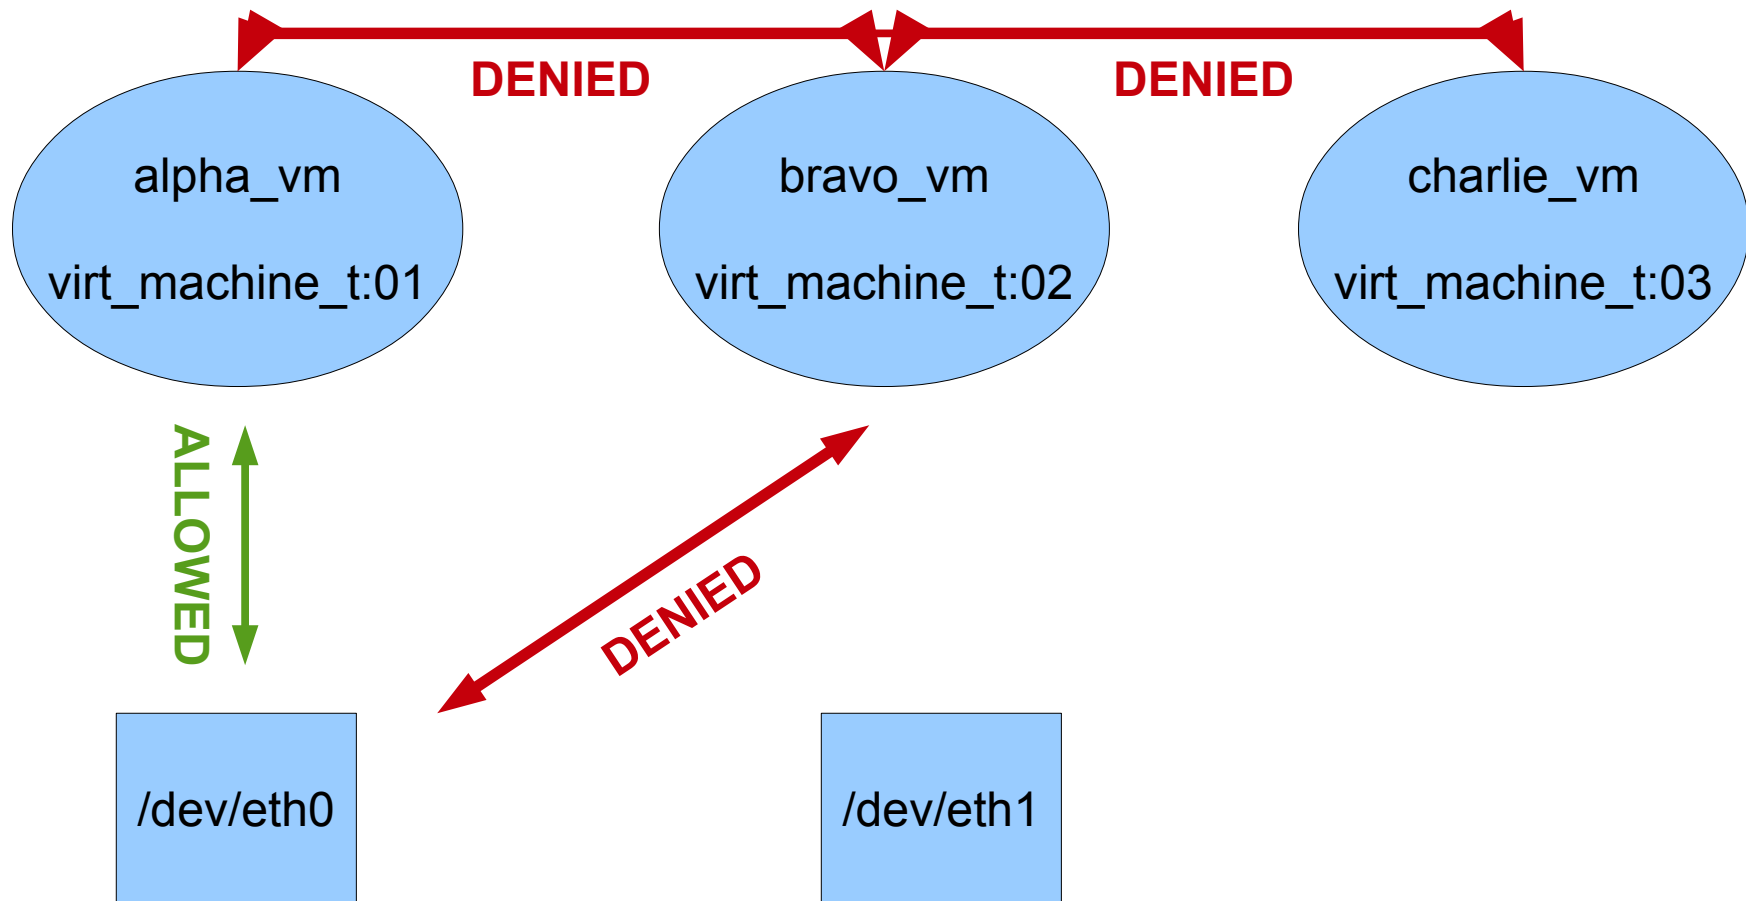 DENIED
DENIED
alpha_vm
virt_machine_t:01
bravo_vm
virt_machine_t:02
charlie_vm
virt_machine_t:03
ALLOWED
DENIED
/dev/eth0
/dev/eth1